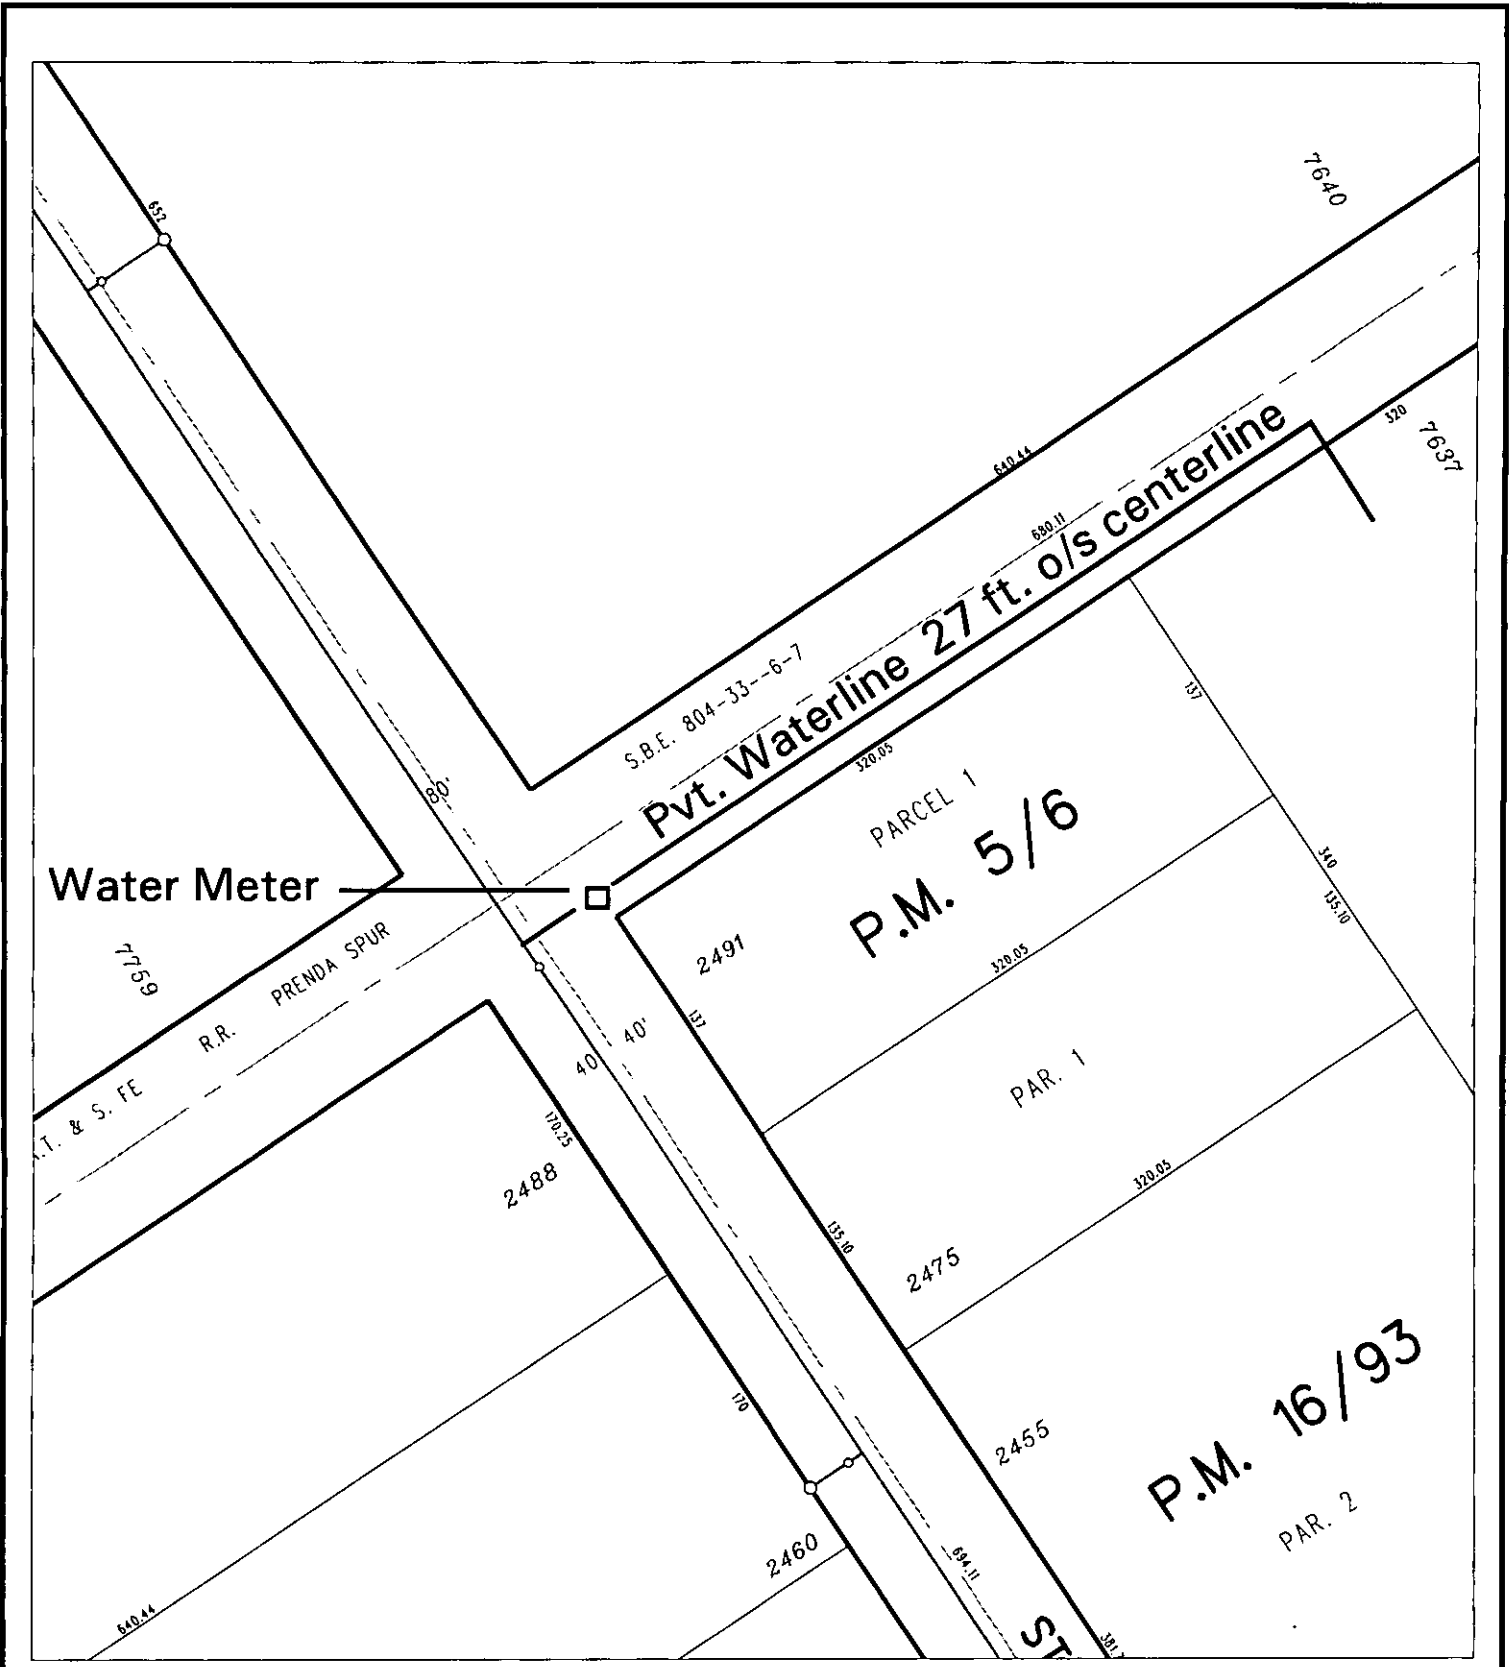 7640
652
320
7637
640.44
680.11
Pvt. Waterline 27 ft. o/s centerline
S.B.E. 804-33--6-7
137
320.05
80'
PARCEL 1
P.M. 5/6
340
Water Meter
135.10
PRENDA SPUR
2491
7759
320.05
R.R.
137
40'
40'
PAR. 1
.T. & S. FE
170.25
2488
320.05
135.10
2475
P.M. 16/93
170
2455
PAR. 2
2460
694.11
640.44
ST
381.7